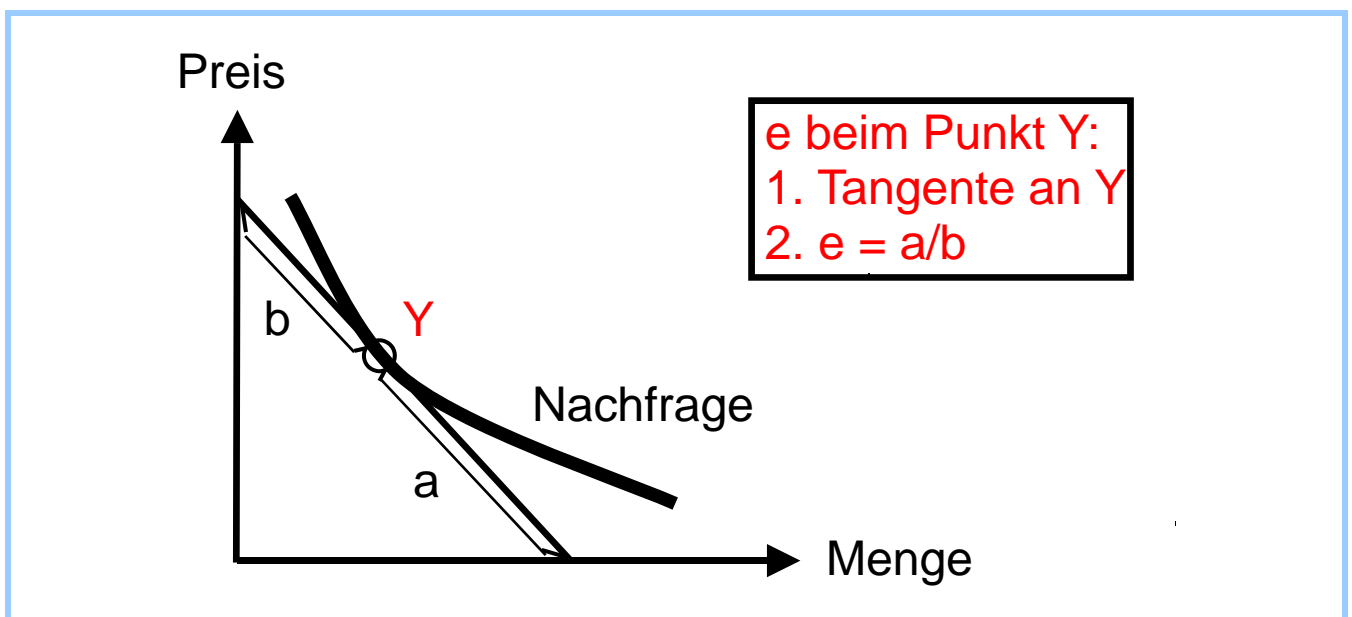 Preis
e beim Punkt Y:
1. Tangente an Y
2. e = a/b
b
Y
Nachfrage
a
Menge